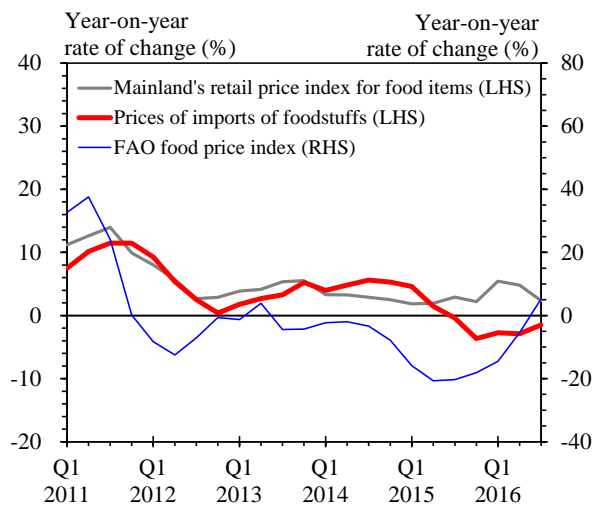 Year-on-year
rate of change (%)
Year-on-year
rate of change (%)
Mainland's retail price index for food items (LHS)
Prices of imports of foodstuffs (LHS)
FAO food price index (RHS)
40
30
20
10
0
-10
-20
80
60
40
20
0
-20
-40
Q1 Q1 Q1 Q1 Q1 Q1
2011 2012 2013 2014 2015 2016